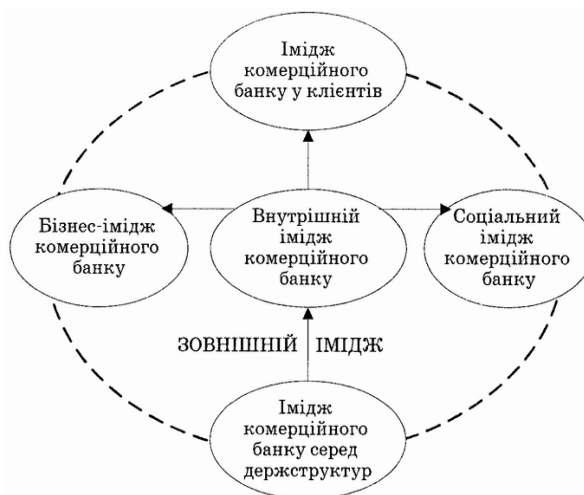 Імідж
комерційного
банку у клієнтів
Бізнес-імідж
комерційного
банку
Внутрішній
імідж
комерційного
банку
Соціальний
імідж
комерційного
банку
ЗОВНІШНІЙ ІМІДЖ
Імідж
комерційного
банку серед
держструктур